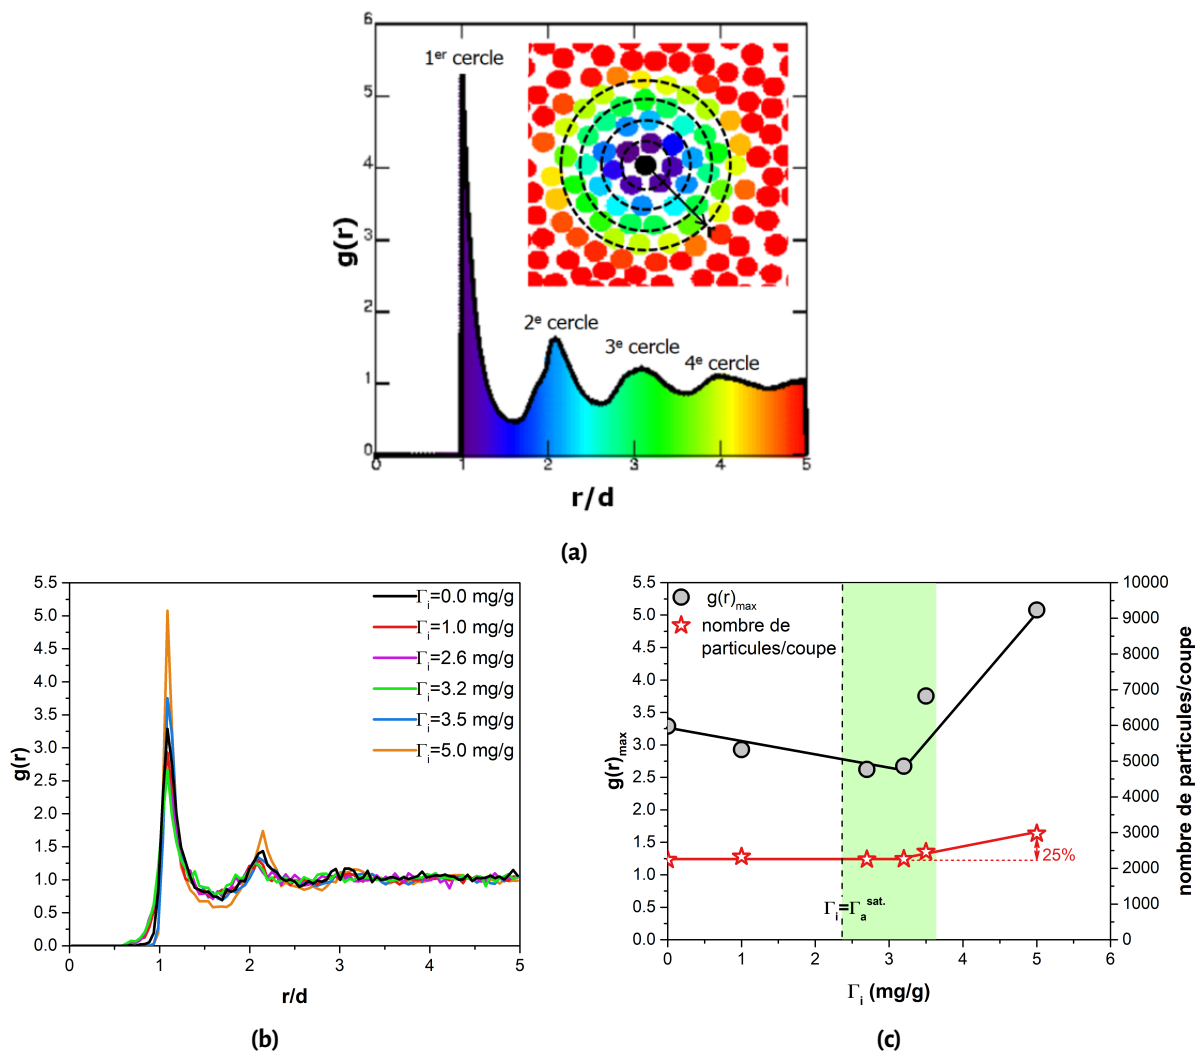 6
5
4
3
2
1
0
g(r)
1er cercle
2e cercle
3e cercle
4e cercle
r
0 1 2 3 4 5
r/d
(a)
5.5
5.0
4.5
4.0
3.5
3.0
2.5
2.0
1.5
1.0
0.5
0.0
g(r)
Γi=0.0 mg/g
Γi=1.0 mg/g
Γi=2.6 mg/g
Γi=3.2 mg/g
Γi=3.5 mg/g
Γi=5.0 mg/g
0 1 2 3 4 5
r/d
(b)
5.5
5.0
4.5
4.0
3.5
3.0
2.5
2.0
1.5
1.0
0.5
0.0
g(r)max
g(r)max
nombre de
particules/coupe
25%
Γi=Γa sat.
10000
9000
8000
7000
6000
5000
4000
3000
2000
1000
0
nombre de particules/coupe
0 1 2 3 4 5 6
Γi (mg/g)
(c)